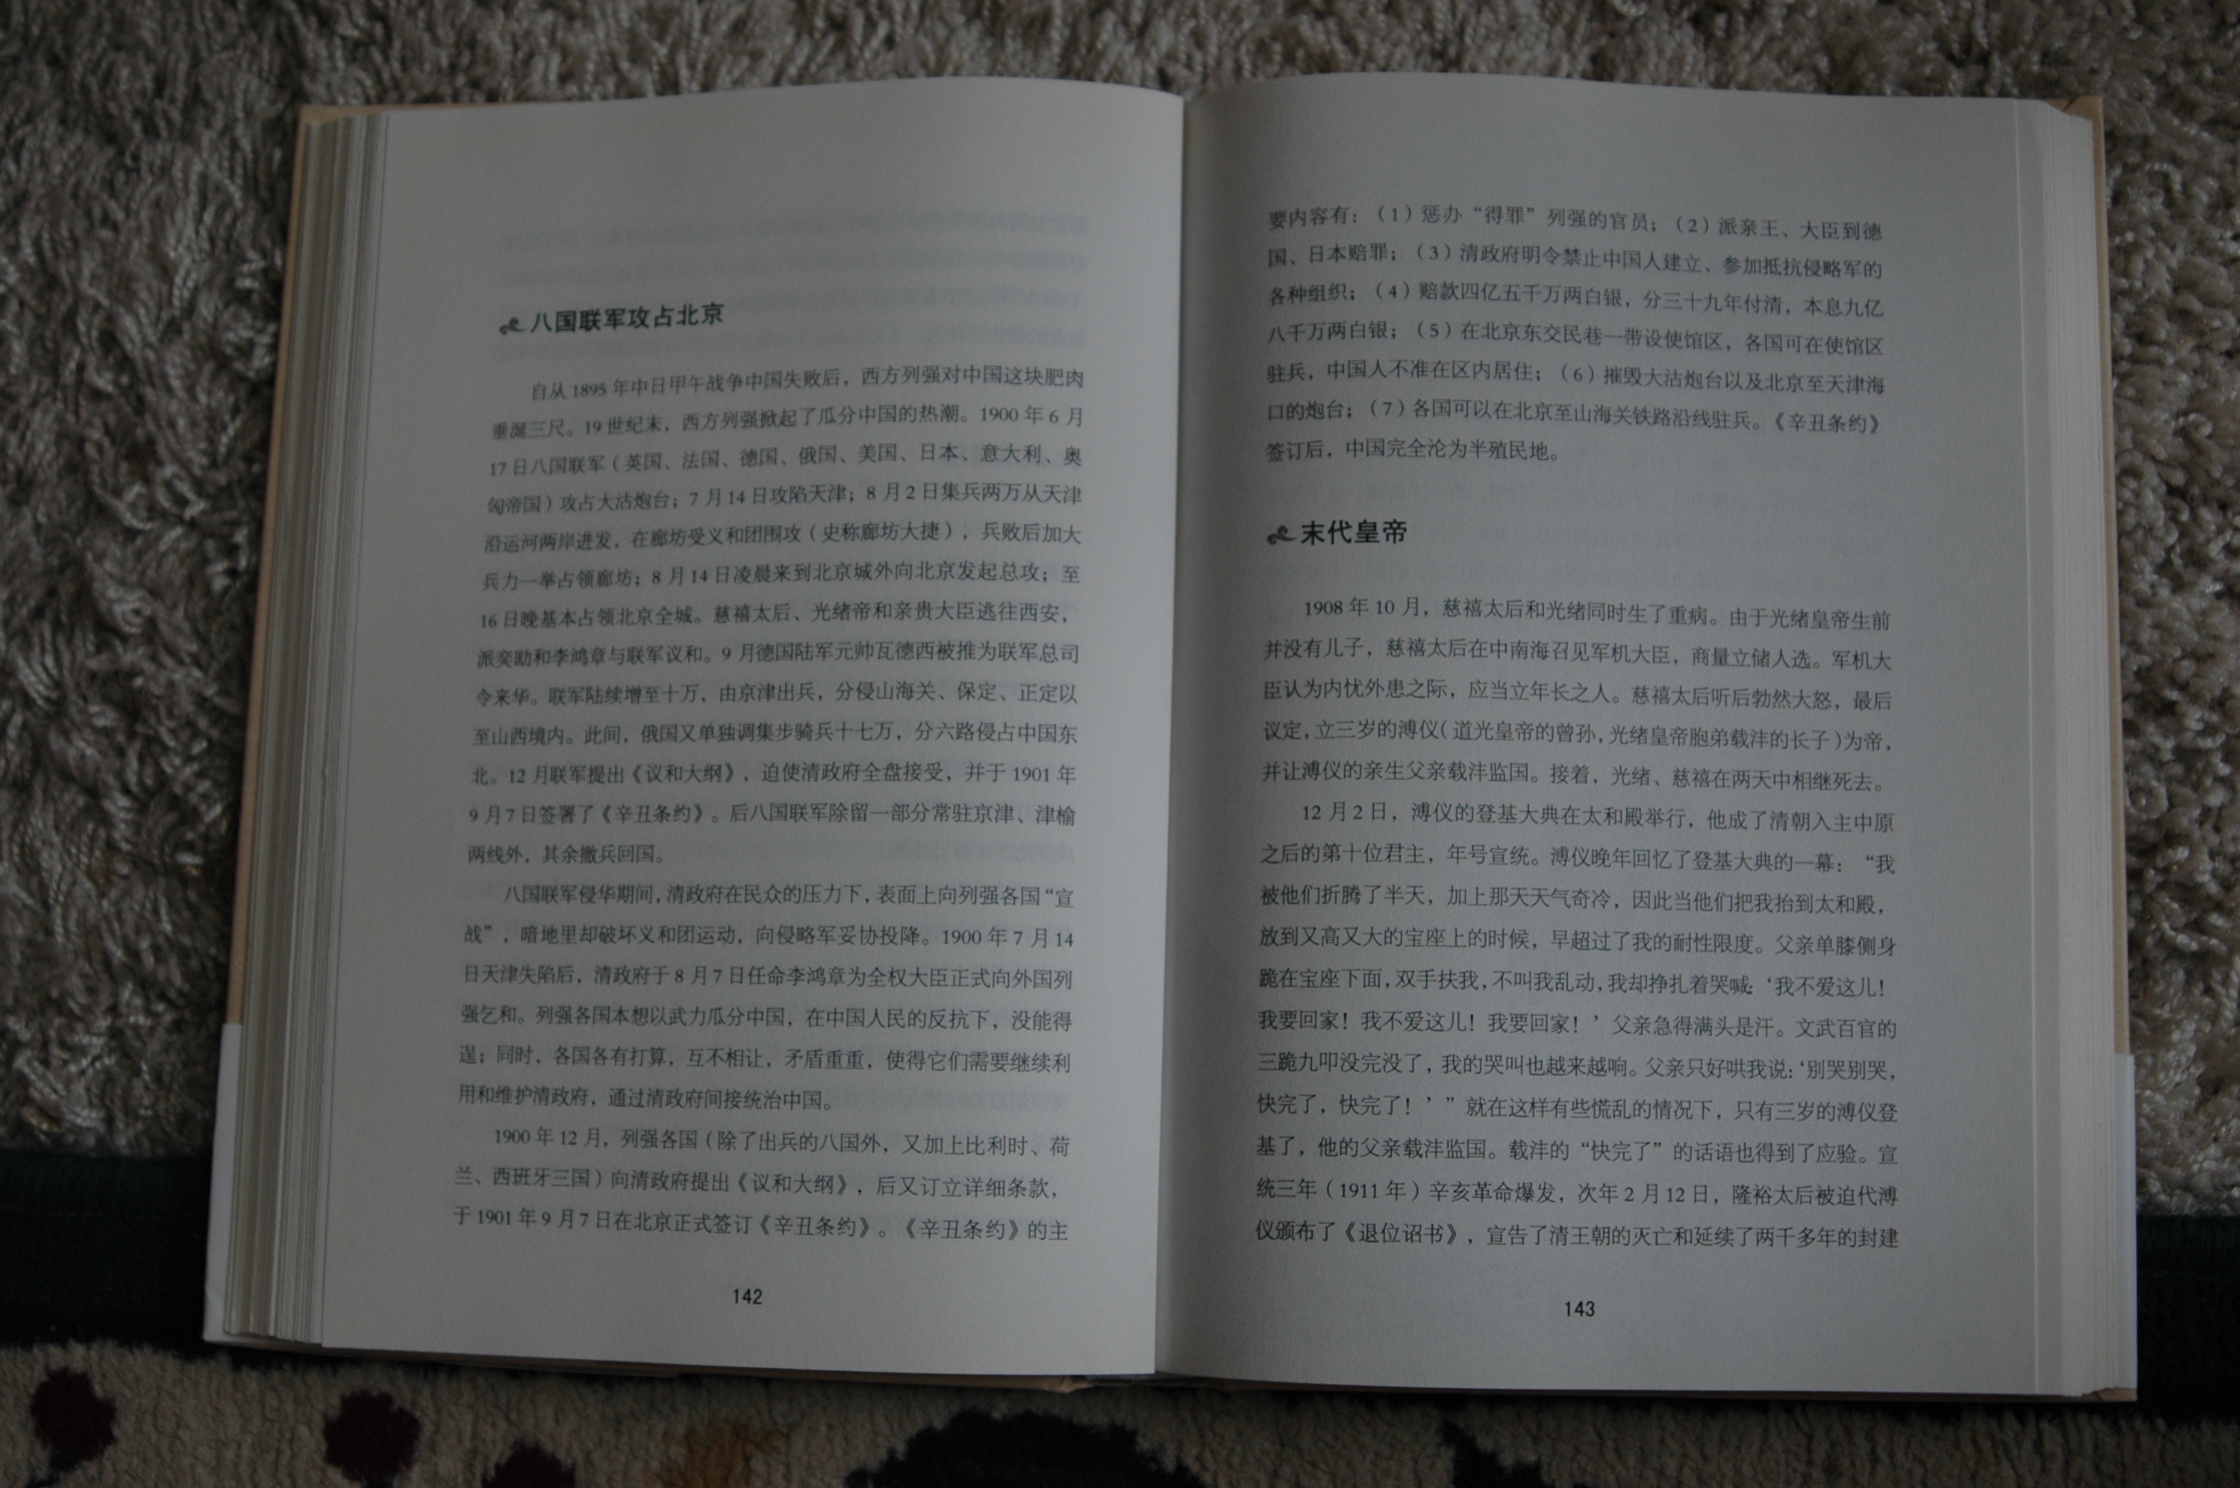 八国联军攻占北京
自从1895年中日甲午战争中国失败后，西方列强对中国这块肥肉
垂涎三尺。19世纪末，西方列强掀起了瓜分中国的热潮。1900年6月
17日八国联军（英国、法国、德国、俄国、美国、日本、意大利、奥
匈帝国）攻占大沽炮台；7月14日攻陷天津；8月2日集兵两万从天津
沿运河两岸进发，在廊坊受义和团围攻（史称廊坊大捷），兵败后加大
兵力一举占领廊坊；8月14日凌晨来到北京城外向北京发起总攻；至
16日晚基本占领北京全城。慈禧太后、光绪帝和亲贵大臣逃往西安，
派奕劻和李鸿章与联军议和。9月德国陆军元帅瓦德西被推为联军总司
令来华。联军陆续增至十万，由京津出兵，分侵山海关、保定、正定以
至山西境内。此间，俄国又单独调集步骑兵十七万，分六路侵占中国东
北。12月联军提出《议和大纲》，迫使清政府全盘接受，并于1901年
9月7日签署了《辛丑条约》。后八国联军除留一部分常驻京津、津榆
两线外，其余撤兵回国。
八国联军侵华期间，清政府在民众的压力下，表面上向列强各国“宣
战”，暗地里却破坏义和团运动，向侵略军妥协投降。1900年7月14
日天津失陷后，清政府于8月7日任命李鸿章为全权大臣正式向外国列
强乞和。列强各国本想以武力瓜分中国，在中国人民的反抗下，没能得
逞；同时，各国各有打算，互不相让，矛盾重重，使得它们需要继续利
用和维护清政府，通过清政府间接统治中国。
1900年12月，列强各国（除了出兵的八国外，又加上比利时、荷
兰、西班牙三国）向清政府提出《议和大纲》，后又订立详细条款，
于1901年9月7日在北京正式签订《辛丑条约》。《辛丑条约》的主
142
要内容有：（1）惩办“得罪”列强的官员；（2）派亲王、大臣到德
国、日本赔罪；（3）清政府明令禁止中国人建立、参加抵抗侵略军的
各种组织；（4）赔款四亿五千万两白银，分三十九年付清，本息九亿
八千万两白银；（5）在北京东交民巷一带设使馆区，各国可在使馆区
驻兵，中国人不准在区内居住；（6）摧毁大沽炮台以及北京至天津海
口的炮台；（7）各国可以在北京至山海关铁路沿线驻兵。《辛丑条约》
签订后，中国完全沦为半殖民地。
末代皇帝
1908年10月，慈禧太后和光绪同时生了重病。由于光绪皇帝生前
并没有儿子，慈禧太后在中南海召见军机大臣，商量立储人选。军机大
臣认为内忧外患之际，应当立年长之人。慈禧太后听后勃然大怒，最后
议定，立三岁的溥仪（道光皇帝的曾孙，光绪皇帝胞弟载沣的长子）为帝，
并让溥仪的亲生父亲载沣监国。接着，光绪、慈禧在两天中相继死去。
12月2日，溥仪的登基大典在太和殿举行，他成了清朝入主中原
之后的第十位君主，年号宣统。溥仪晚年回忆了登基大典的一幕：“我
被他们折腾了半天，加上那天天气奇冷，因此当他们把我抬到太和殿，
放到又高又大的宝座上的时候，早超过了我的耐性限度。父亲单膝侧身
跪在宝座下面，双手扶我，不叫我乱动，我却挣扎着哭喊：‘我不爱这儿！
我要回家！我不爱这儿！我要回家！’父亲急得满头是汗。文武百官的
三跪九叩没完没了，我的哭叫也越来越响。父亲只好哄我说：‘别哭别哭，
快完了，快完了！’”就在这样有些慌乱的情况下，只有三岁的溥仪登
基了，他的父亲载沣监国。载沣的“快完了”的话语也得到了应验。宣
统三年（1911年）辛亥革命爆发，次年2月12日，隆裕太后被迫代溥
仪颁布了《退位诏书》，宣告了清王朝的灭亡和延续了两千多年的封建
143